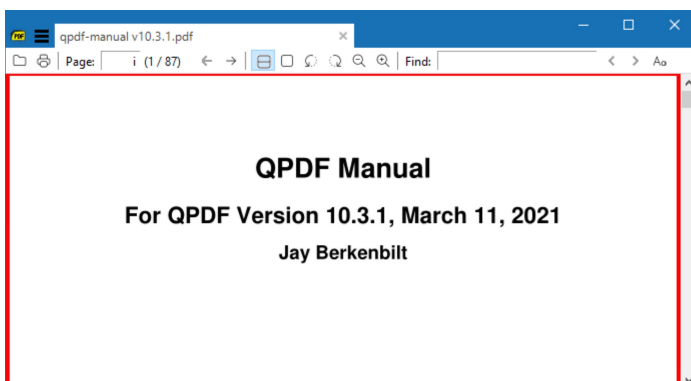 PDF
qpdf-manual v10.3.1.pdf
Page: i (1 / 87) Find: Aa
QPDF Manual
For QPDF Version 10.3.1, March 11, 2021
Jay Berkenbilt